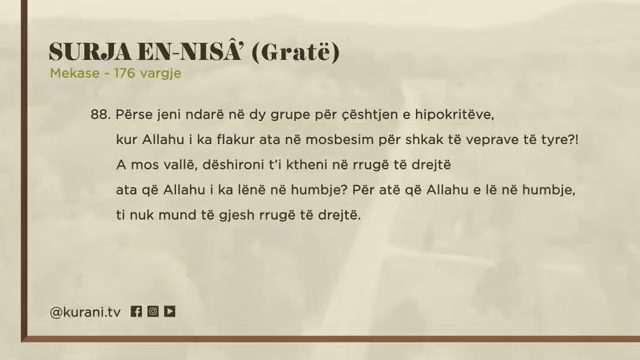 SURJA EN-NISÂ’ (Gratë)
Mekase - 176 vargje
88. Përse jeni ndarë në dy grupe për çështjen e hipokritëve,
kur Allahu i ka flakur ata në mosbesim për shkak të veprave të tyre?!
A mos vallë, dëshironi t’i ktheni në rrugë të drejtë
ata që Allahu i ka lënë në humbje? Për atë që Allahu e lë në humbje,
ti nuk mund të gjesh rrugë të drejtë.
@kurani.tv